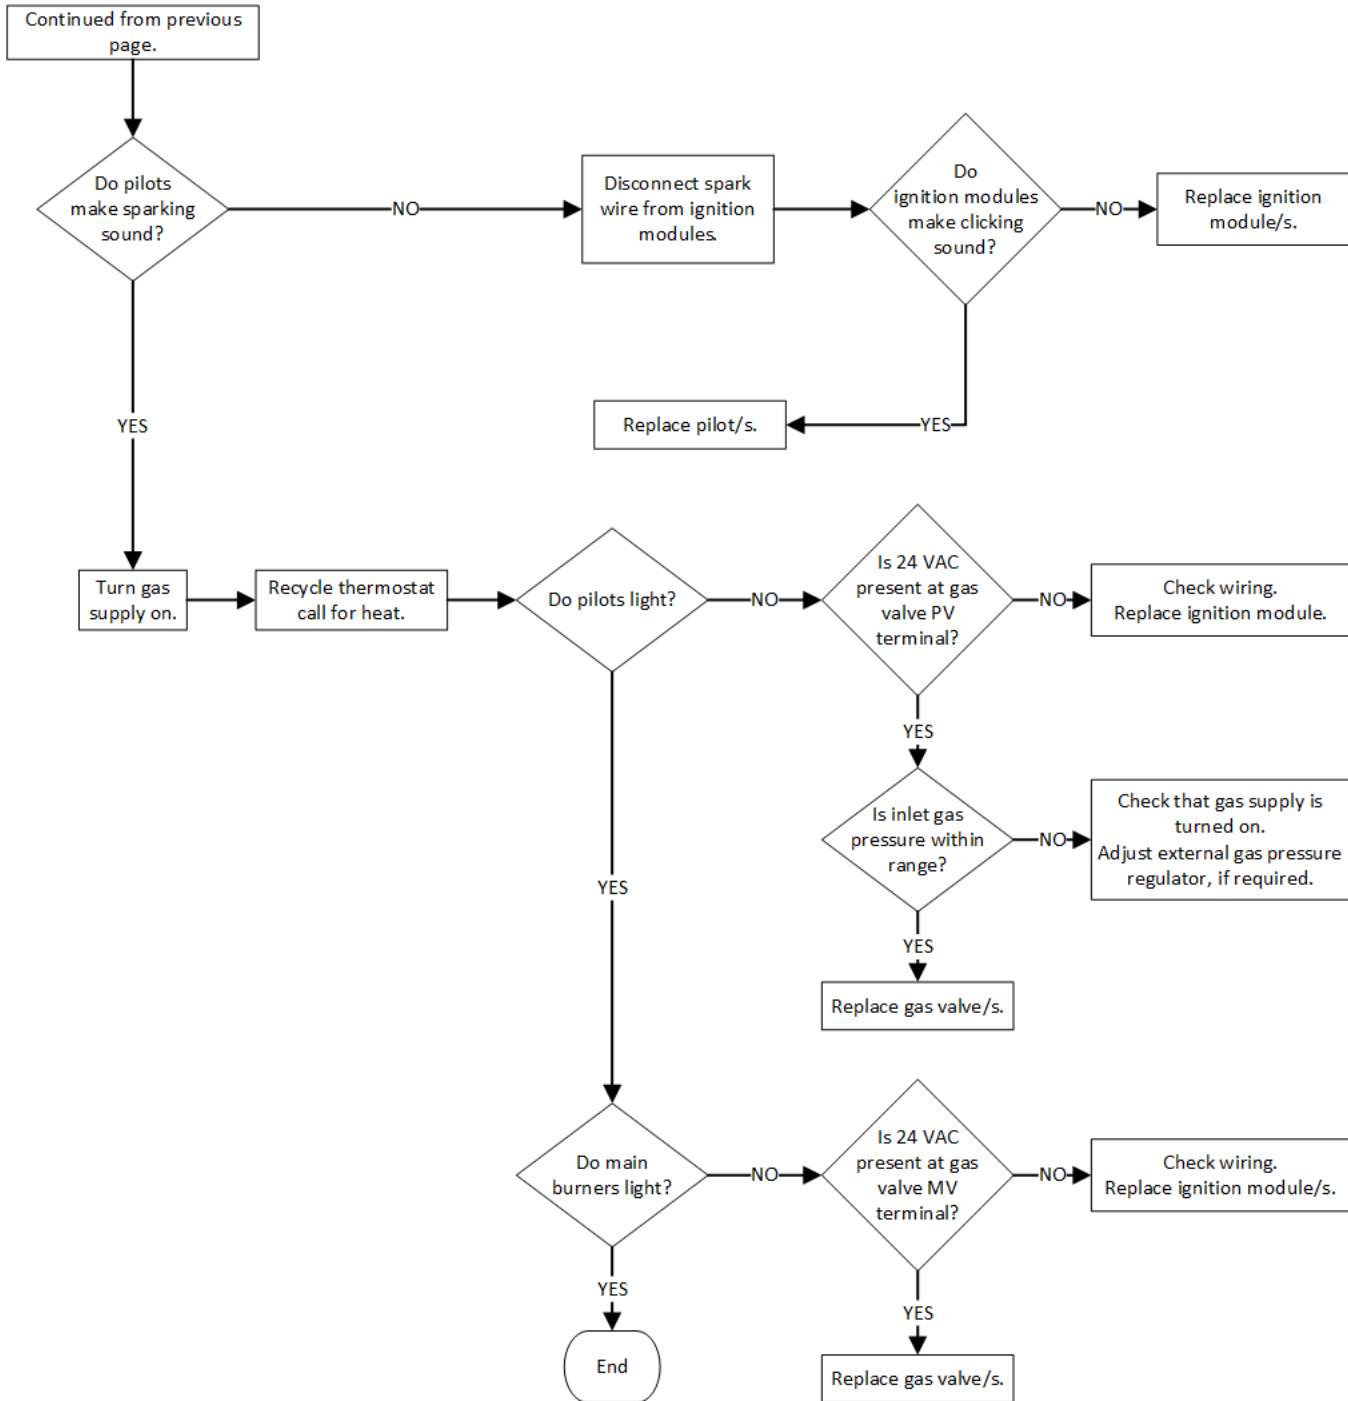 Continued from previous
page.
Do pilots
make sparking
sound?
NO
Disconnect spark
wire from ignition
modules.
Do
ignition modules
make clicking
sound?
NO
Replace ignition
module/s.
YES
Replace pilot/s.
YES
Turn gas
supply on.
Recycle thermostat
call for heat.
Do pilots light?
NO
Is 24 VAC
present at gas
valve PV
terminal?
NO
Check wiring.
Replace ignition module.
YES
Is inlet gas
pressure within
range?
NO
Check that gas supply is
turned on.
Adjust external gas pressure
regulator, if required.
YES
Replace gas valve/s.
YES
Do main
burners light?
NO
Is 24 VAC
present at gas
valve MV
terminal?
NO
Check wiring.
Replace ignition module/s.
YES
Replace gas valve/s.
YES
End